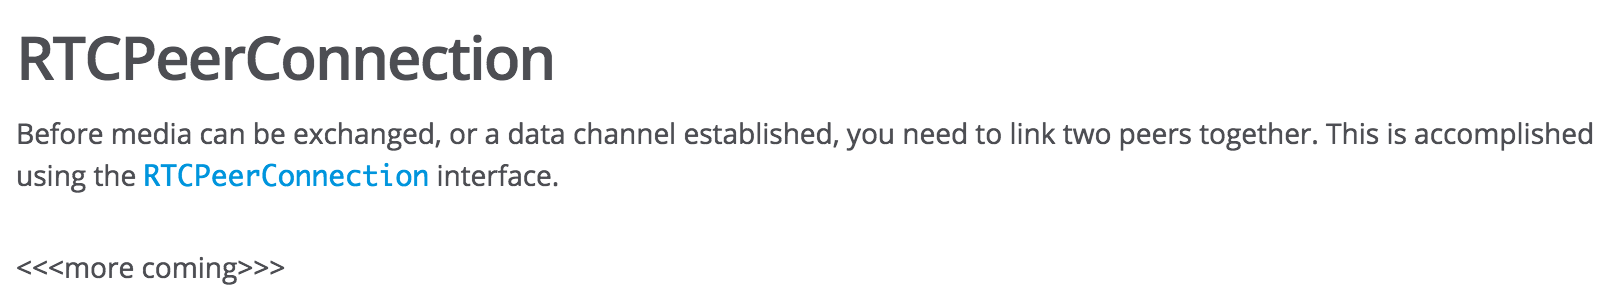 RTCPeerConnection
Before media can be exchanged, or a data channel established, you need to link two peers together. This is accomplished
using the RTCPeerConnection interface.
<<<more coming>>>